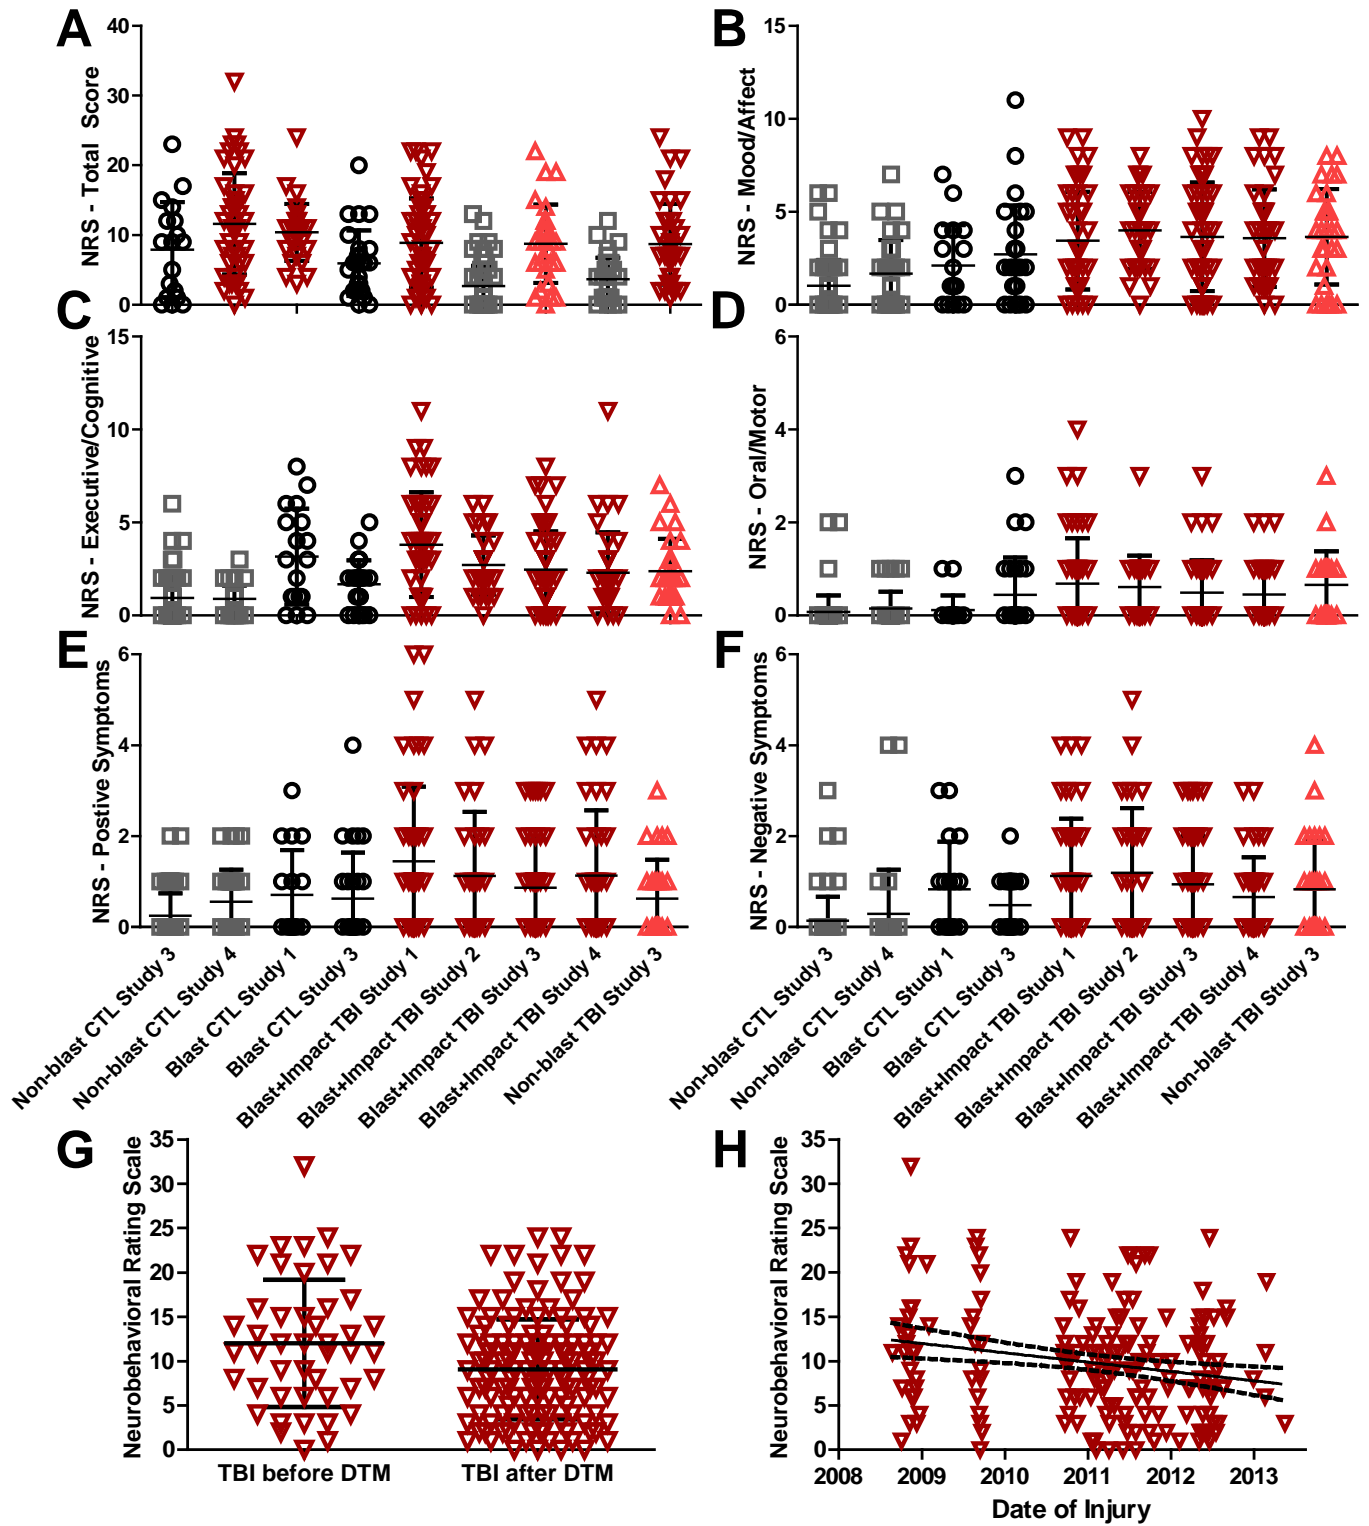 A
NRS - Total Score
40
30
20
10
0
B
NRS - Mood/Affect
15
10
5
0
C
NRS - Executive/Cognitive
15
10
5
0
D
NRS - Oral/Motor
6
4
2
0
E
NRS - Postive Symptoms
6
4
2
0
Non-blast CTL Study 3
Non-blast CTL Study 4
Blast CTL Study 1
Blast CTL Study 3
Blast+Impact TBI Study 1
Blast+Impact TBI Study 2
Blast+Impact TBI Study 3
Blast+Impact TBI Study 4
Non-blast TBI Study 3
F
NRS - Negative Symptoms
6
4
2
0
Non-blast CTL Study 3
Non-blast CTL Study 4
Blast CTL Study 1
Blast CTL Study 3
Blast+Impact TBI Study 1
Blast+Impact TBI Study 2
Blast+Impact TBI Study 3
Blast+Impact TBI Study 4
Non-blast TBI Study 3
G
Neurobehavioral Rating Scale
35
30
25
20
15
10
5
0
TBI before DTM
TBI after DTM
H
Neurobehavioral Rating Scale
35
30
25
20
15
10
5
0
2008
2009
2010
2011
2012
2013
Date of Injury